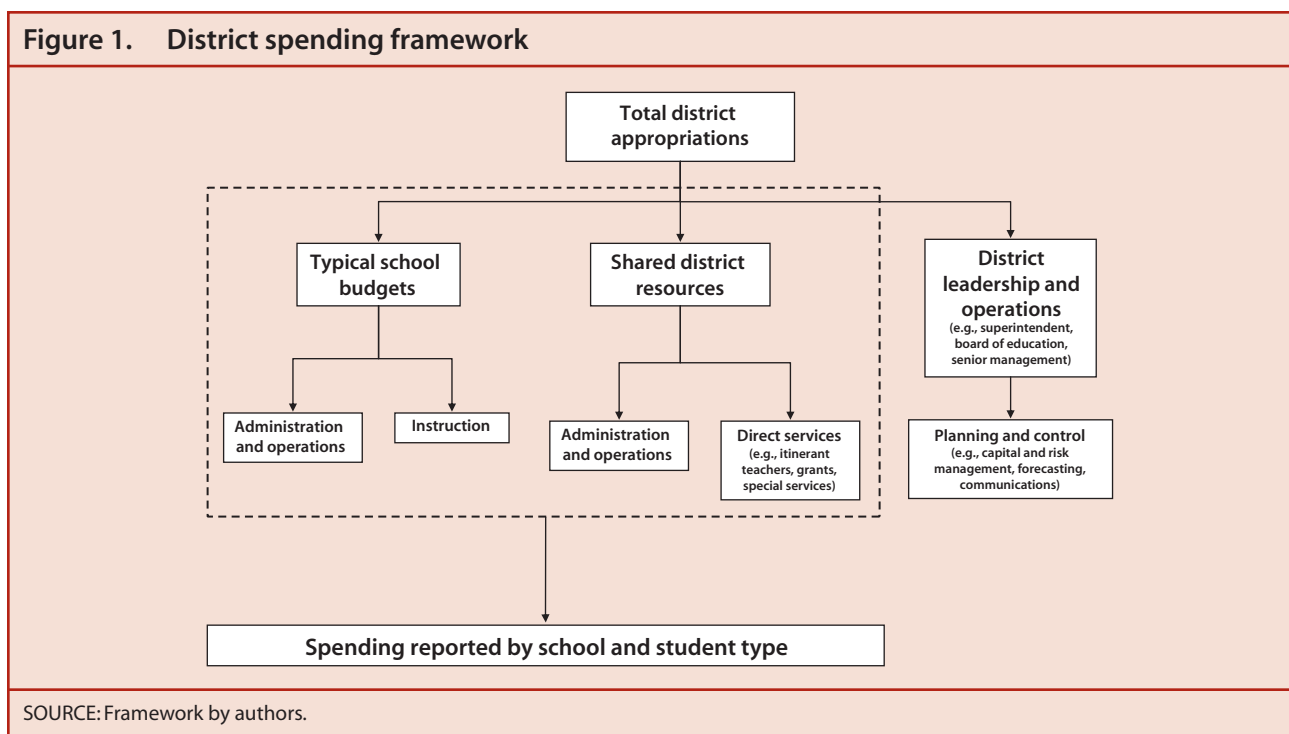 Figure 1. District spending framework
Total district
appropriations
Typical school
budgets
Shared district
resources
District
leadership and
operations
(e.g., superintendent,
board of education,
senior management)
Administration
and operations
Instruction
Administration
and operations
Direct services
(e.g., itinerant
teachers, grants,
special services)
Planning and control
(e.g., capital and risk
management, forecasting,
communications)
Spending reported by school and student type
SOURCE: Framework by authors.